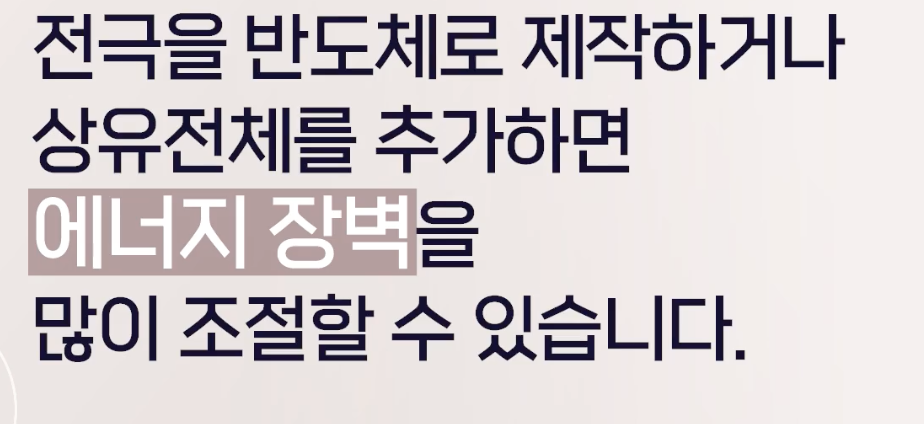 전극을 반도체로 제작하거나
상유전체를 추가하면
에너지 장벽을
많이 조절할 수 있습니다.